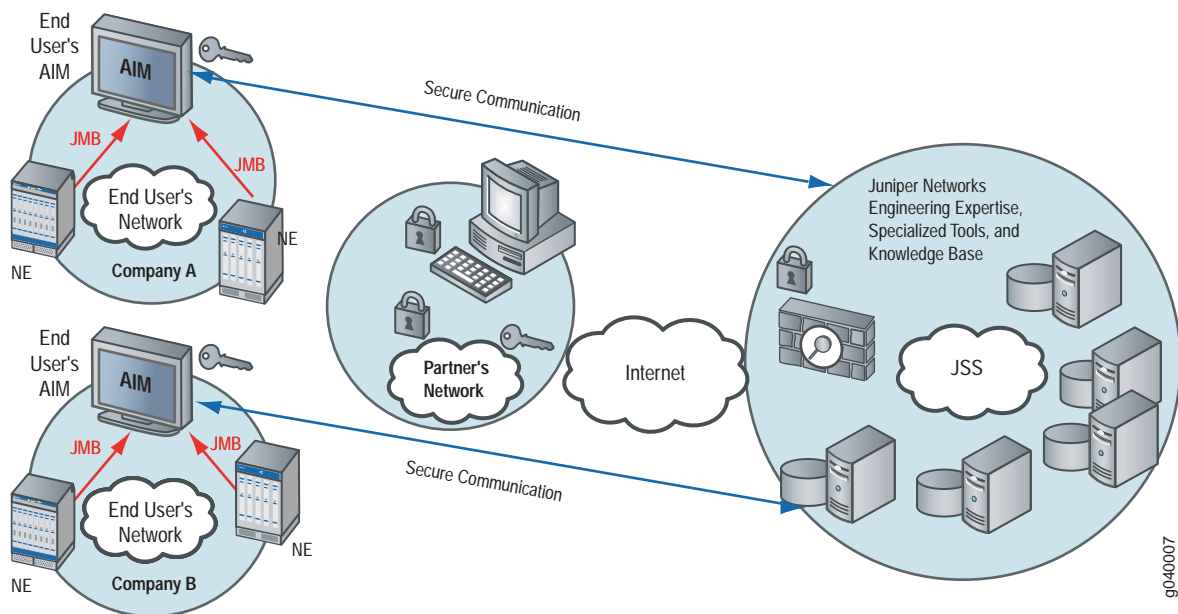 End
User's
AIM
AIM
JMB
JMB
End User's
Network
NE
NE
Company A
Secure Communication
End
User's
AIM
AIM
JMB
JMB
End User's
Network
NE
NE
Company B
Secure Communication
Partner's
Network
Internet
Juniper Networks
Engineering Expertise,
Specialized Tools, and
Knowledge Base
JSS
g040007